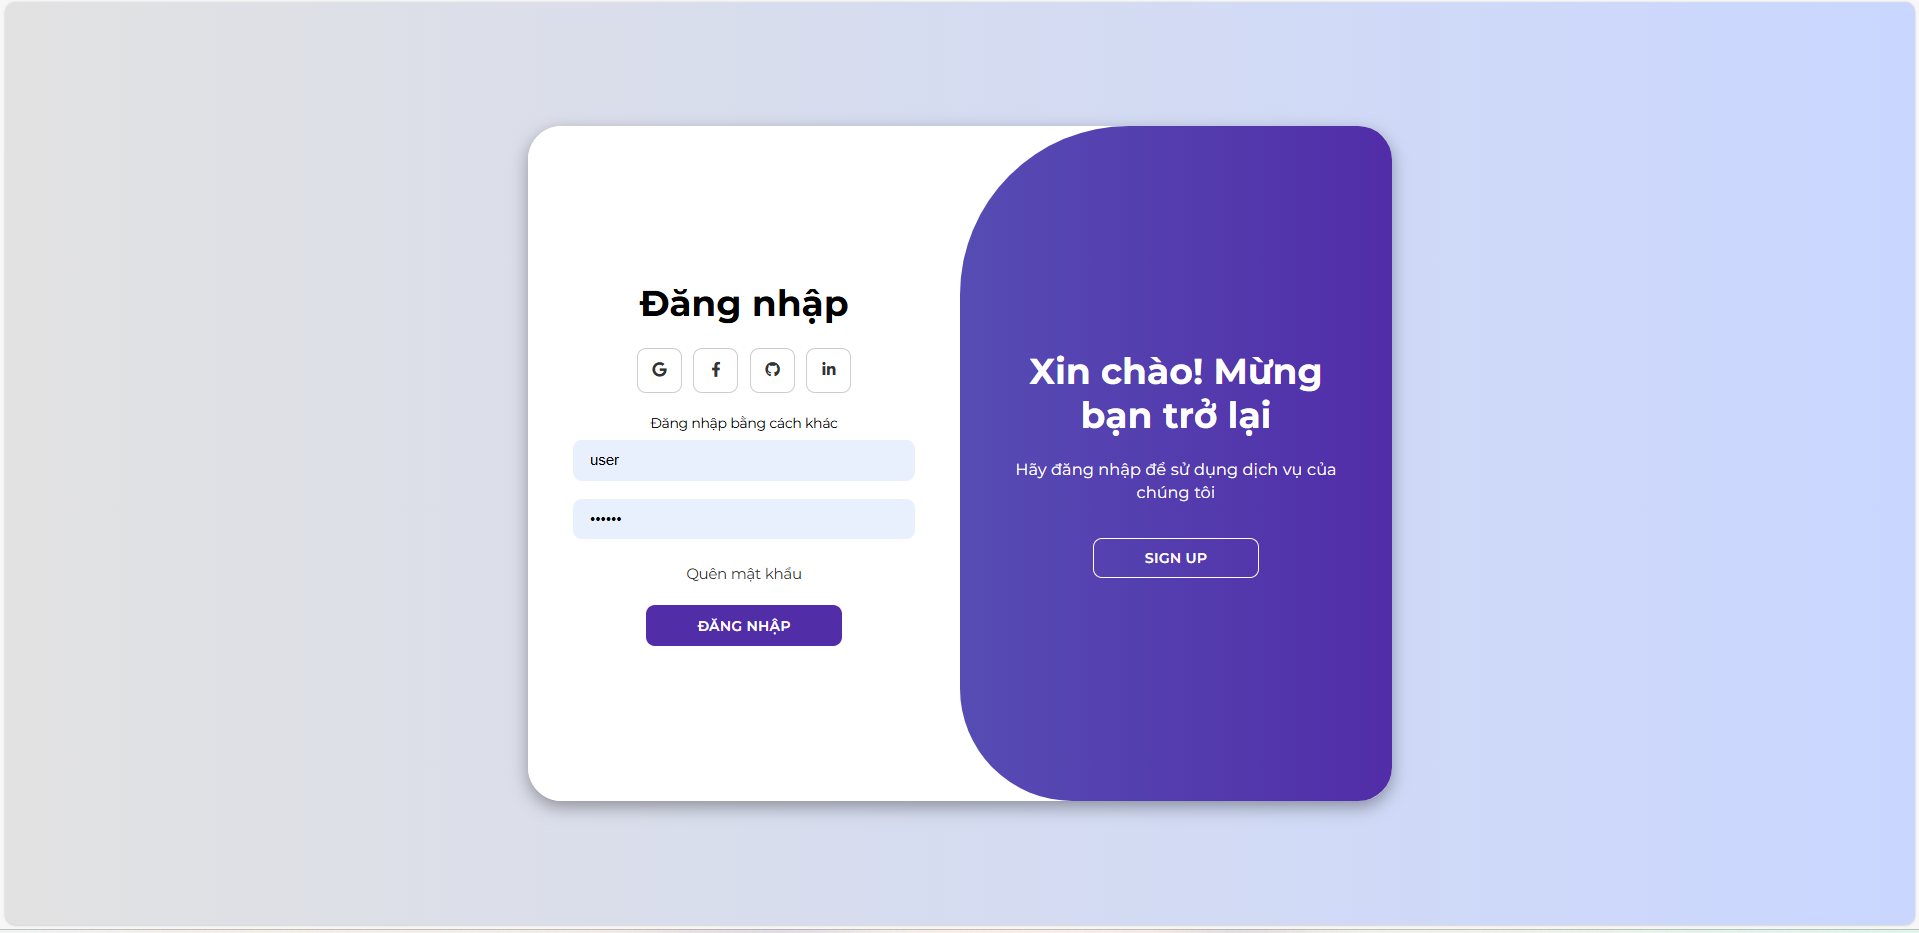 Đăng nhập
Đăng nhập bằng cách khác
user
••••••
Quên mật khẩu
ĐĂNG NHẬP
Xin chào! Mừng
bạn trở lại
Hãy đăng nhập để sử dụng dịch vụ của
chúng tôi
SIGN UP